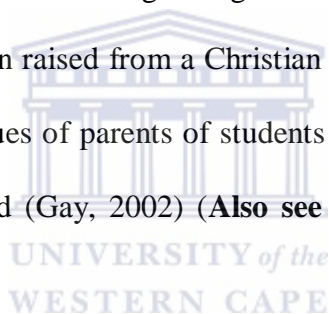 n raised from a Christian
ues of parents of students
d (Gay, 2002) (Also see
UNIVERSITY of the
WESTERN CAPE